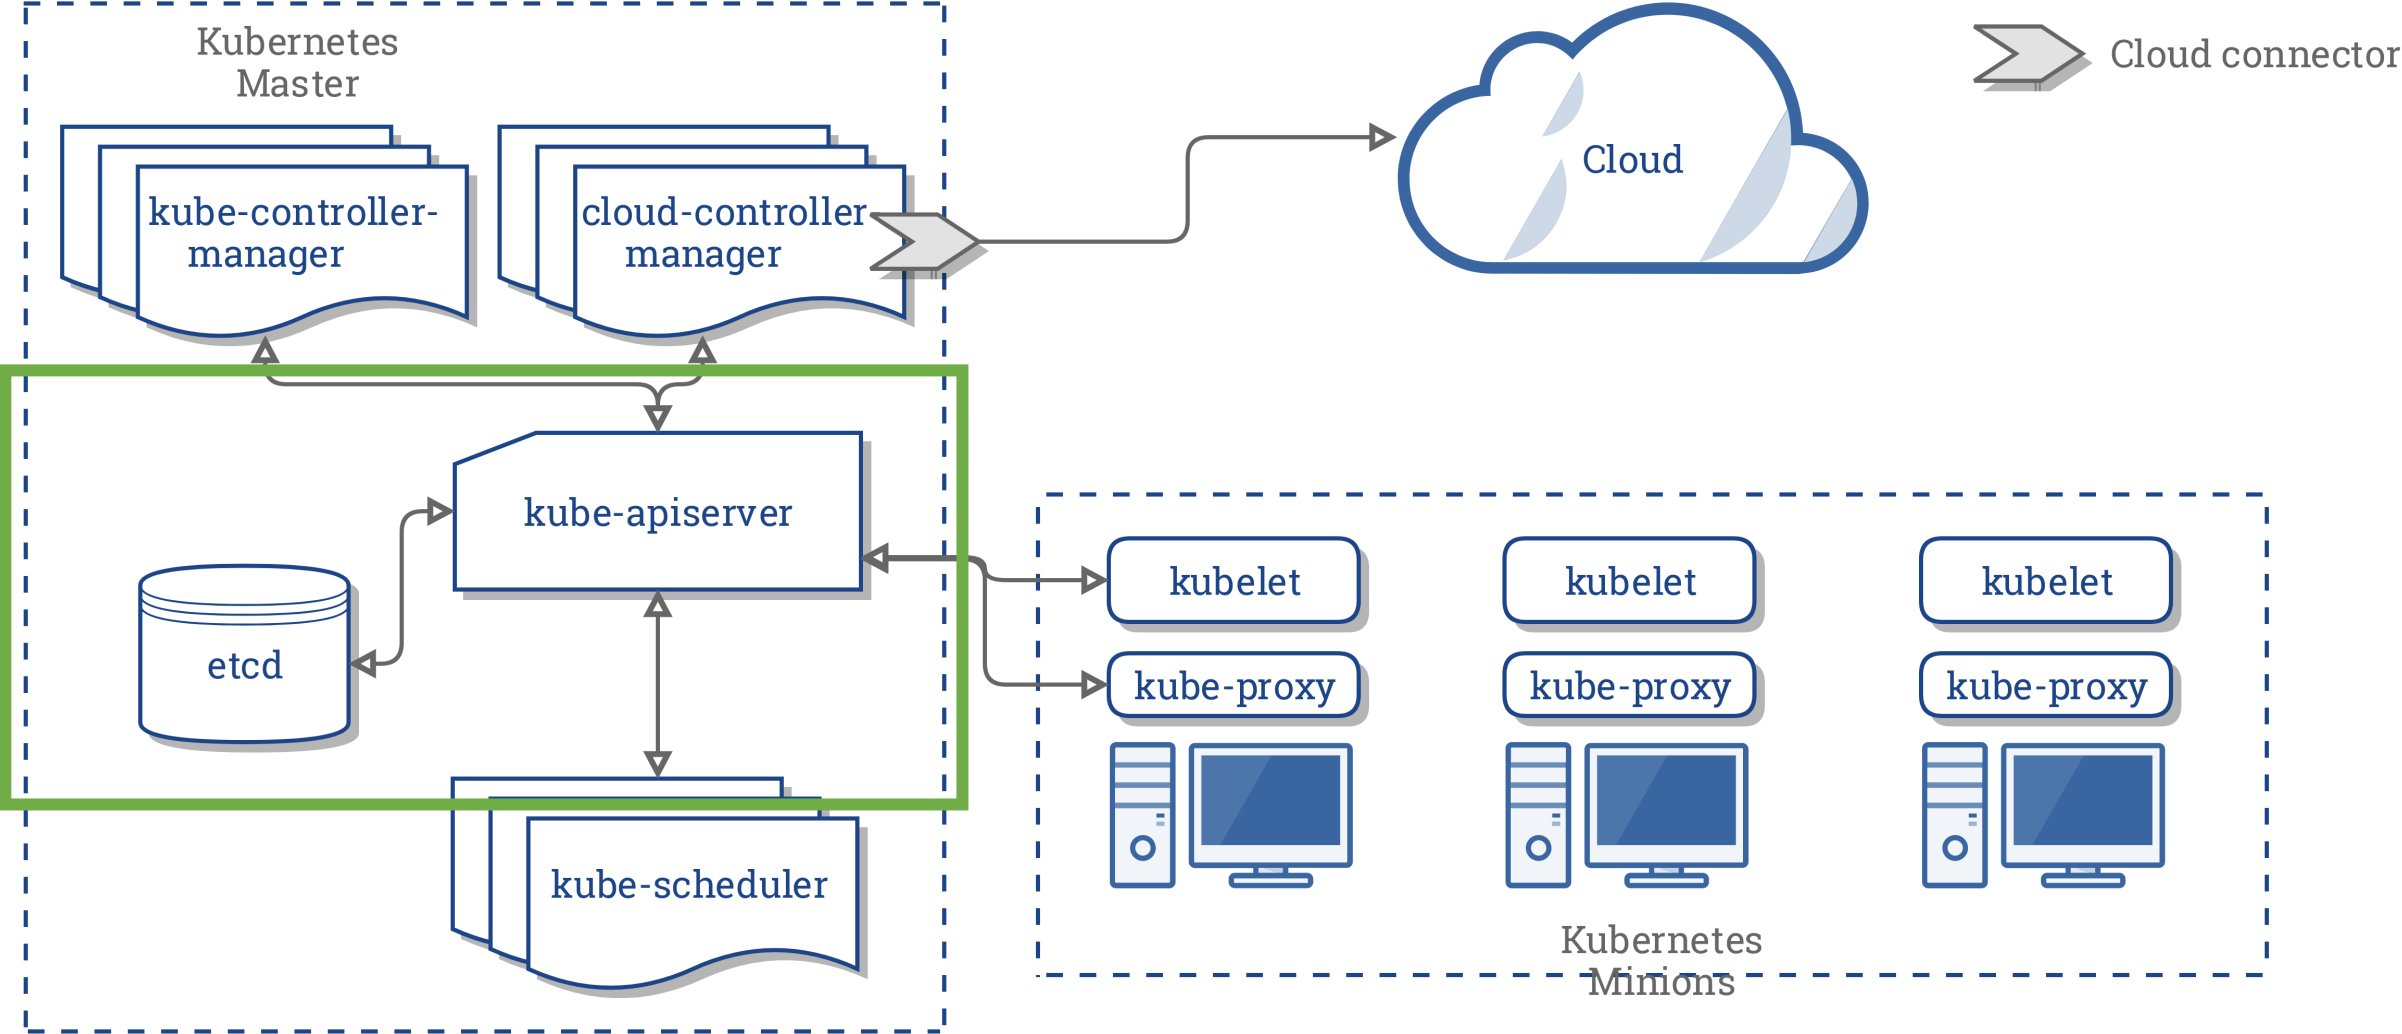 Kubernetes
Master
kube-controller-
manager
cloud-controller
manager
Cloud
Cloud connector
kube-apiserver
etcd
kube-scheduler
kubelet
kubelet
kubelet
kube-proxy
kube-proxy
kube-proxy
Kubernetes
Minions